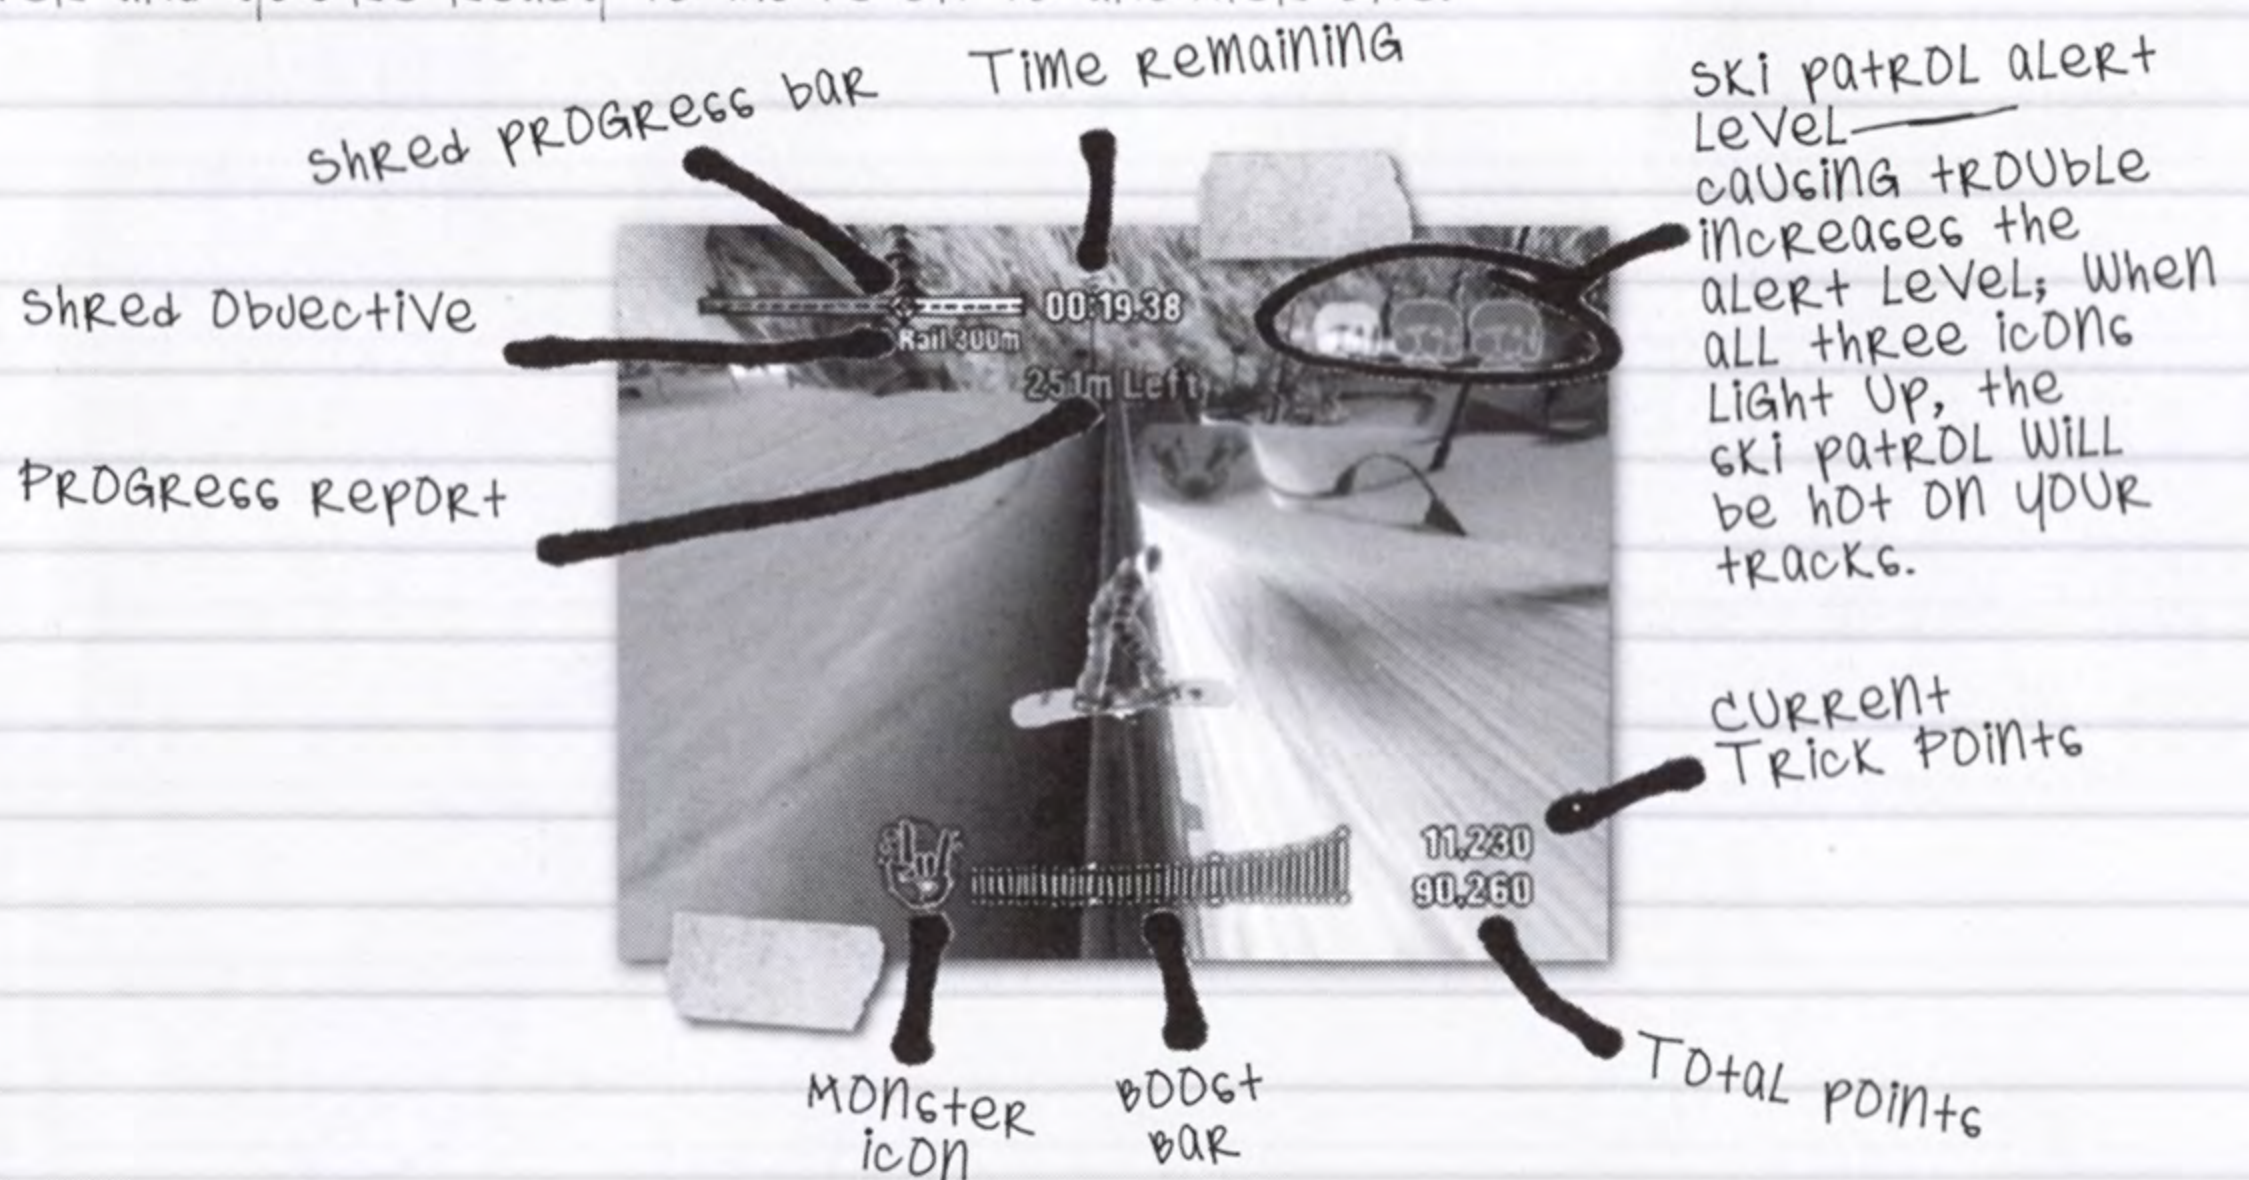 Time Remaining
Shred Progress bar
Ski patrol alert
level—
causing trouble
increases the
alert level; when
all three icons
light up, the
ski patrol will
be hot on your
tracks.
Shred Objective
00:19.38
Rail 300m
251m Left
Progress Report
Current
Trick Points
11,230
90,260
Monster
icon
Boost
Bar
Total points